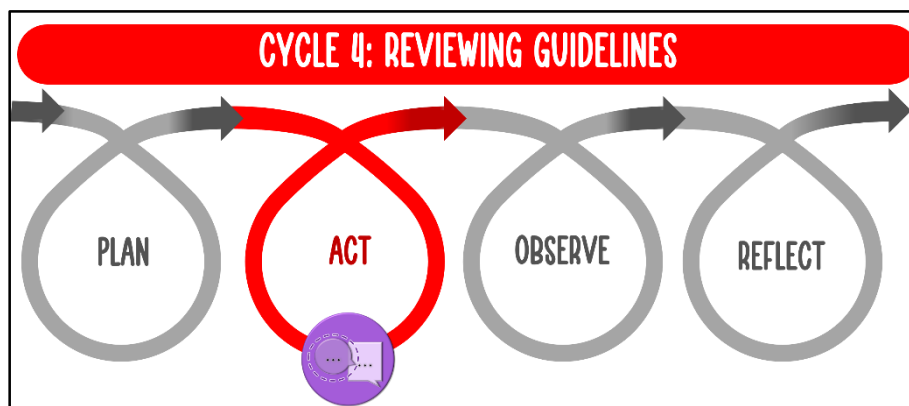 CYCLE 4: REVIEWING GUIDELINES
PLAN
ACT
OBSERVE
REFLECT
... ...